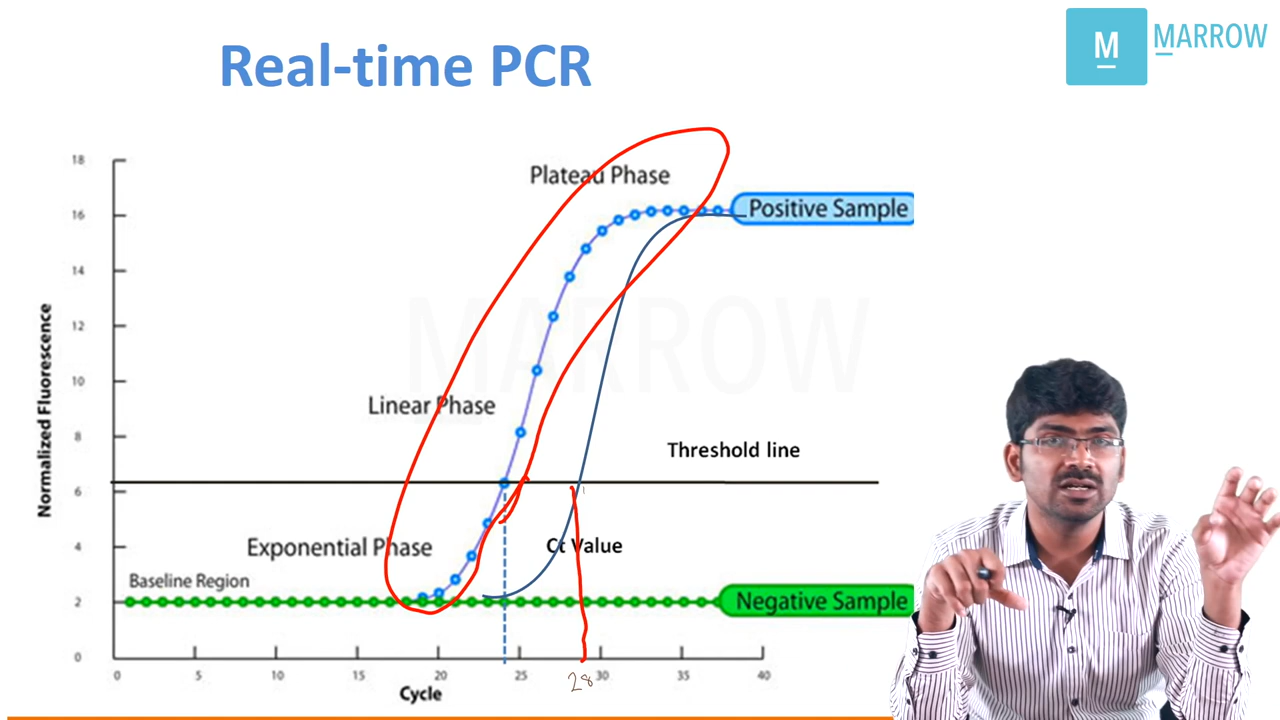 Real-time PCR
M MARROW
18
Plateau Phase
16
Positive Sample
14
12
MARROW
10
Linear Phase
8
Threshold line
6
Exponential Phase
Ct Value
4
Baseline Region
2
Negative Sample
0
Normalized Fluorescence
0 5 10 15 20 25 30 35 40
28
Cycle